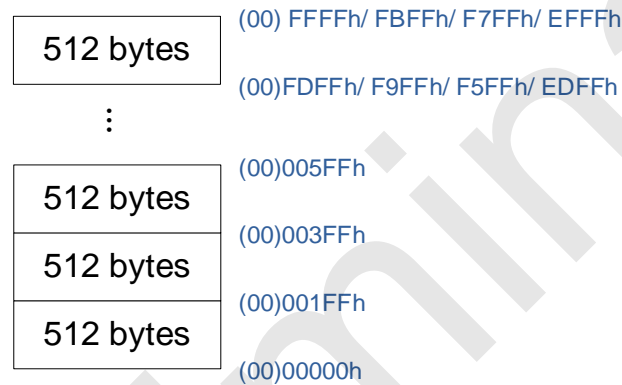 (00) FFFFh/ FBFFh/ F7FFh/ EFFFh
512 bytes
(00)FDFFh/ F9FFh/ F5FFh/ EDFFh
⋮
(00)005FFh
512 bytes
(00)003FFh
512 bytes
(00)001FFh
512 bytes
(00)00000h